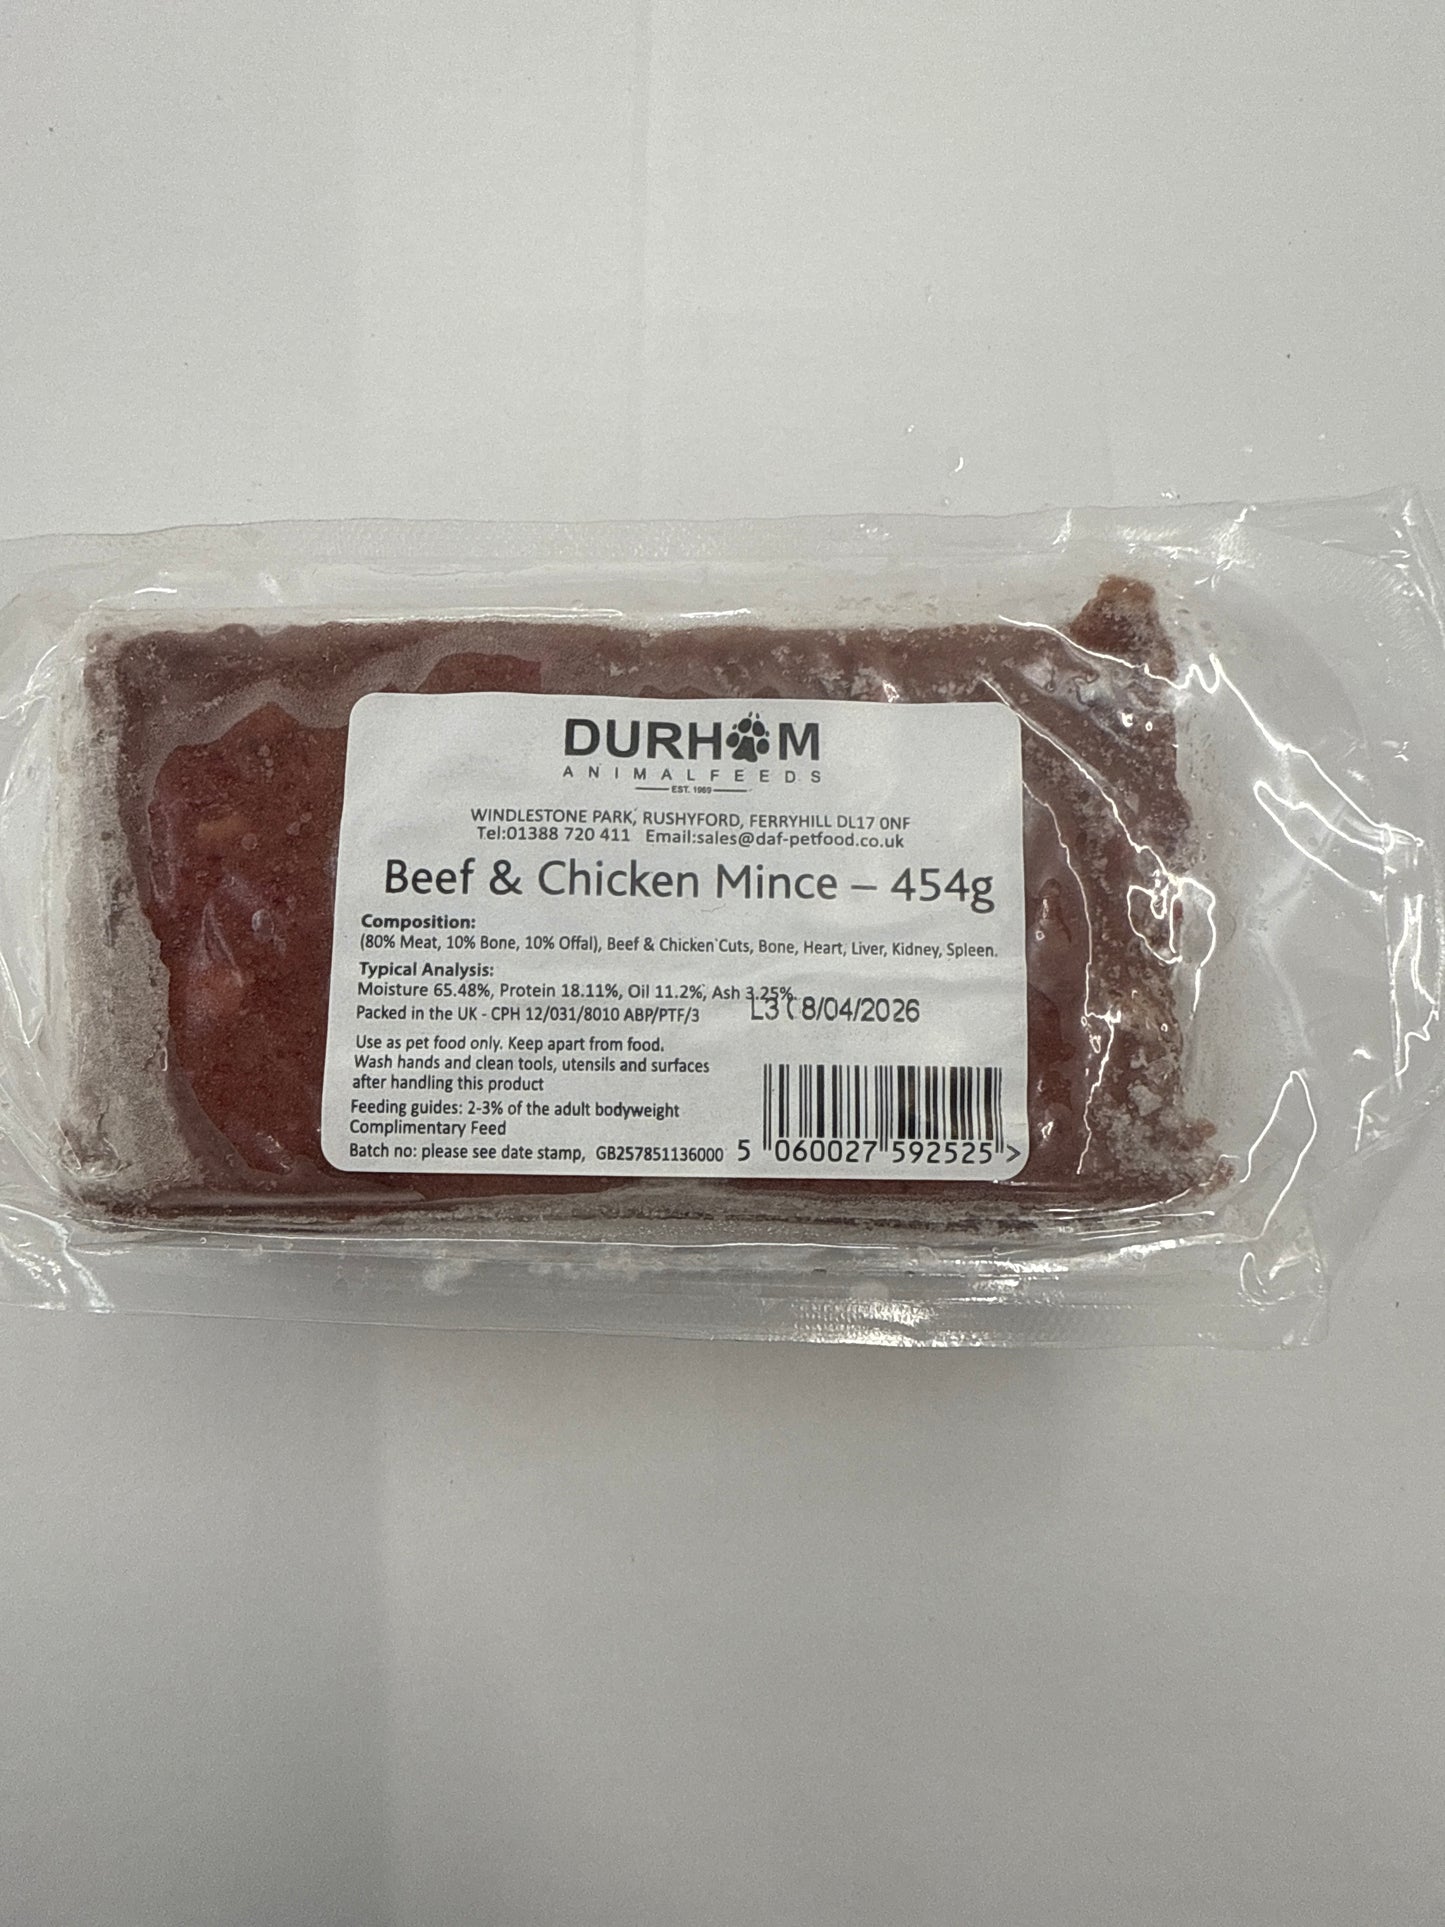 DURHAM
ANIMALFEEDS
EST. 1969
WINDLESTONE PARK, RUSHYFORD, FERRYHILL DL17 0NF
Tel:01388 720 411 Email:sales@daf-petfood.co.uk
Beef & Chicken Mince – 454g
Composition:
(80% Meat, 10% Bone, 10% Offal), Beef & Chicken Cuts, Bone, Heart, Liver, Kidney, Spleen.
Typical Analysis:
Moisture 65.48%, Protein 18.11%, Oil 11.2%, Ash 3.25%
Packed in the UK - CPH 12/031/8010 ABP/PTF/3
8/04/2026
Use as pet food only. Keep apart from food.
Wash hands and clean tools, utensils and surfaces
after handling this product
Feeding guides: 2-3% of the adult bodyweight
Complimentary Feed
Batch no: please see date stamp, GB257851136000
5 060027 592525 >